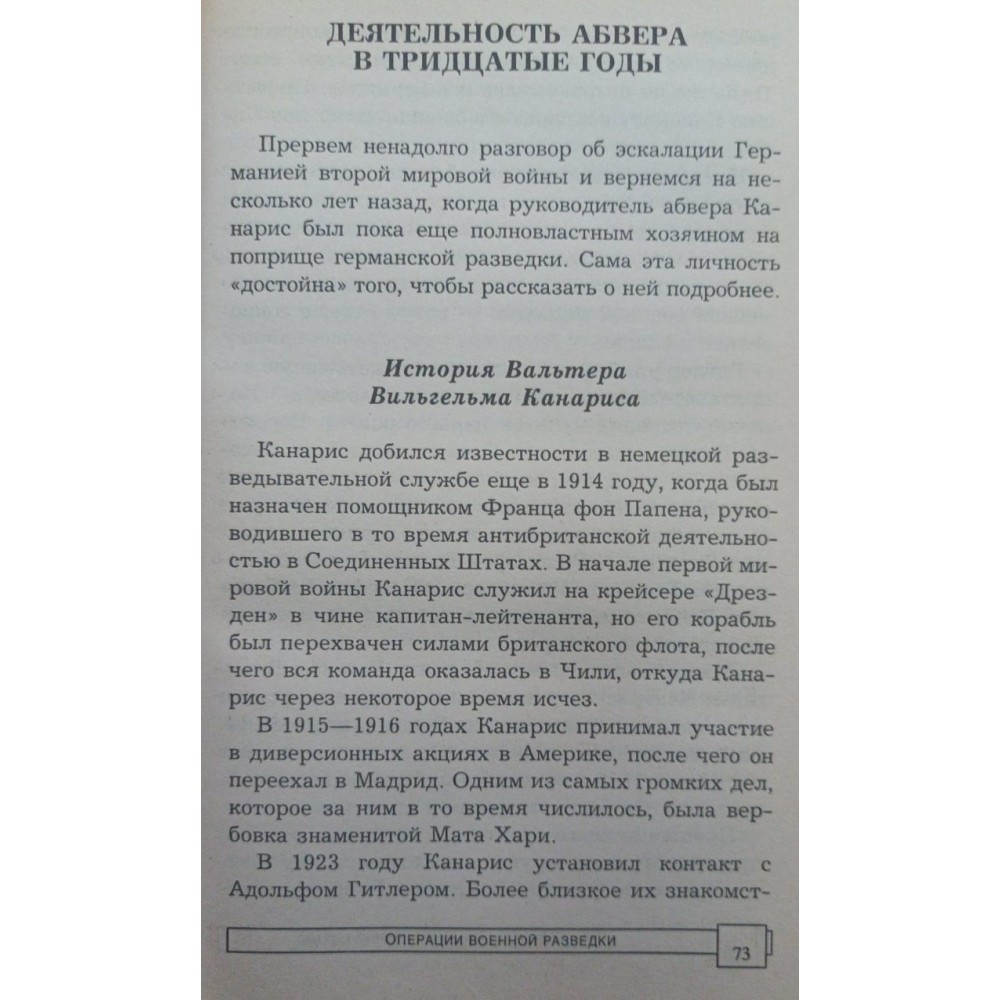 ДЕЯТЕЛЬНОСТЬ АБВЕРА
В ТРИДЦАТЫЕ ГОДЫ
Прервем ненадолго разговор об эскалации Гер-
манией второй мировой войны и вернемся на не-
сколько лет назад, когда руководитель абвера Ка-
нарис был пока еще полновластным хозяином на
поприще германской разведки. Сама эта личность
«достойна» того, чтобы рассказать о ней подробнее.
История Вальтера
Вильгельма Канариса
Канарис добился известности в немецкой раз-
ведывательной службе еще в 1914 году, когда был
назначен помощником Франца фон Папена, руко-
водившего в то время антибританской деятельно-
стью в Соединенных Штатах. В начале первой ми-
ровой войны Канарис служил на крейсере «Дрез-
ден» в чине капитан-лейтенанта, но его корабль
был перехвачен силами британского флота, после
чего вся команда оказалась в Чили, откуда Кана-
рис через некоторое время исчез.
В 1915—1916 годах Канарис принимал участие
в диверсионных акциях в Америке, после чего он
переехал в Мадрид. Одним из самых громких дел,
которое за ним в то время числилось, была вер-
бовка знаменитой Мата Хари.
В 1923 году Канарис установил контакт с
Адольфом Гитлером. Более близкое их знакомст-
ОПЕРАЦИИ ВОЕННОЙ РАЗВЕДКИ
73